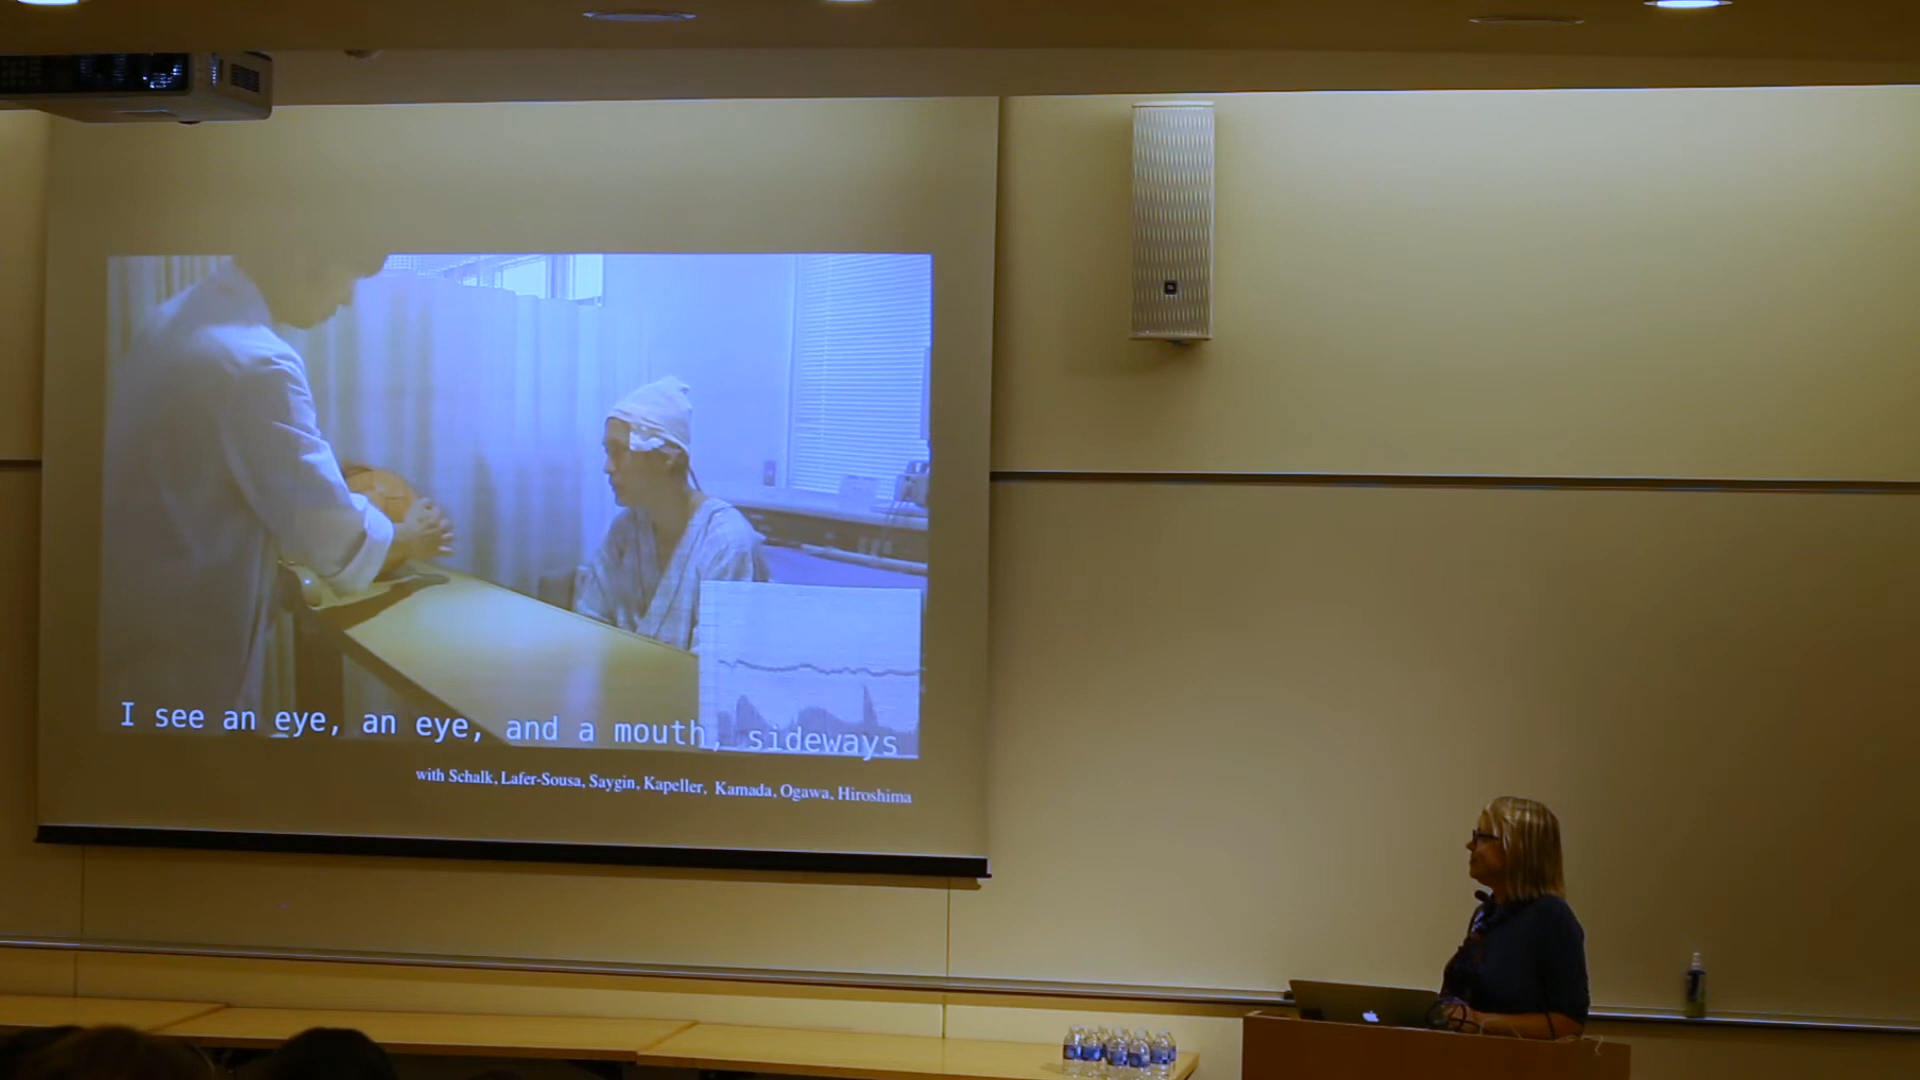 I see an eye, an eye, and a mouth, sideways
with Schalk, Lafer-Sousa, Saygin, Kapeller, Kamada, Ogawa, Hiroshima